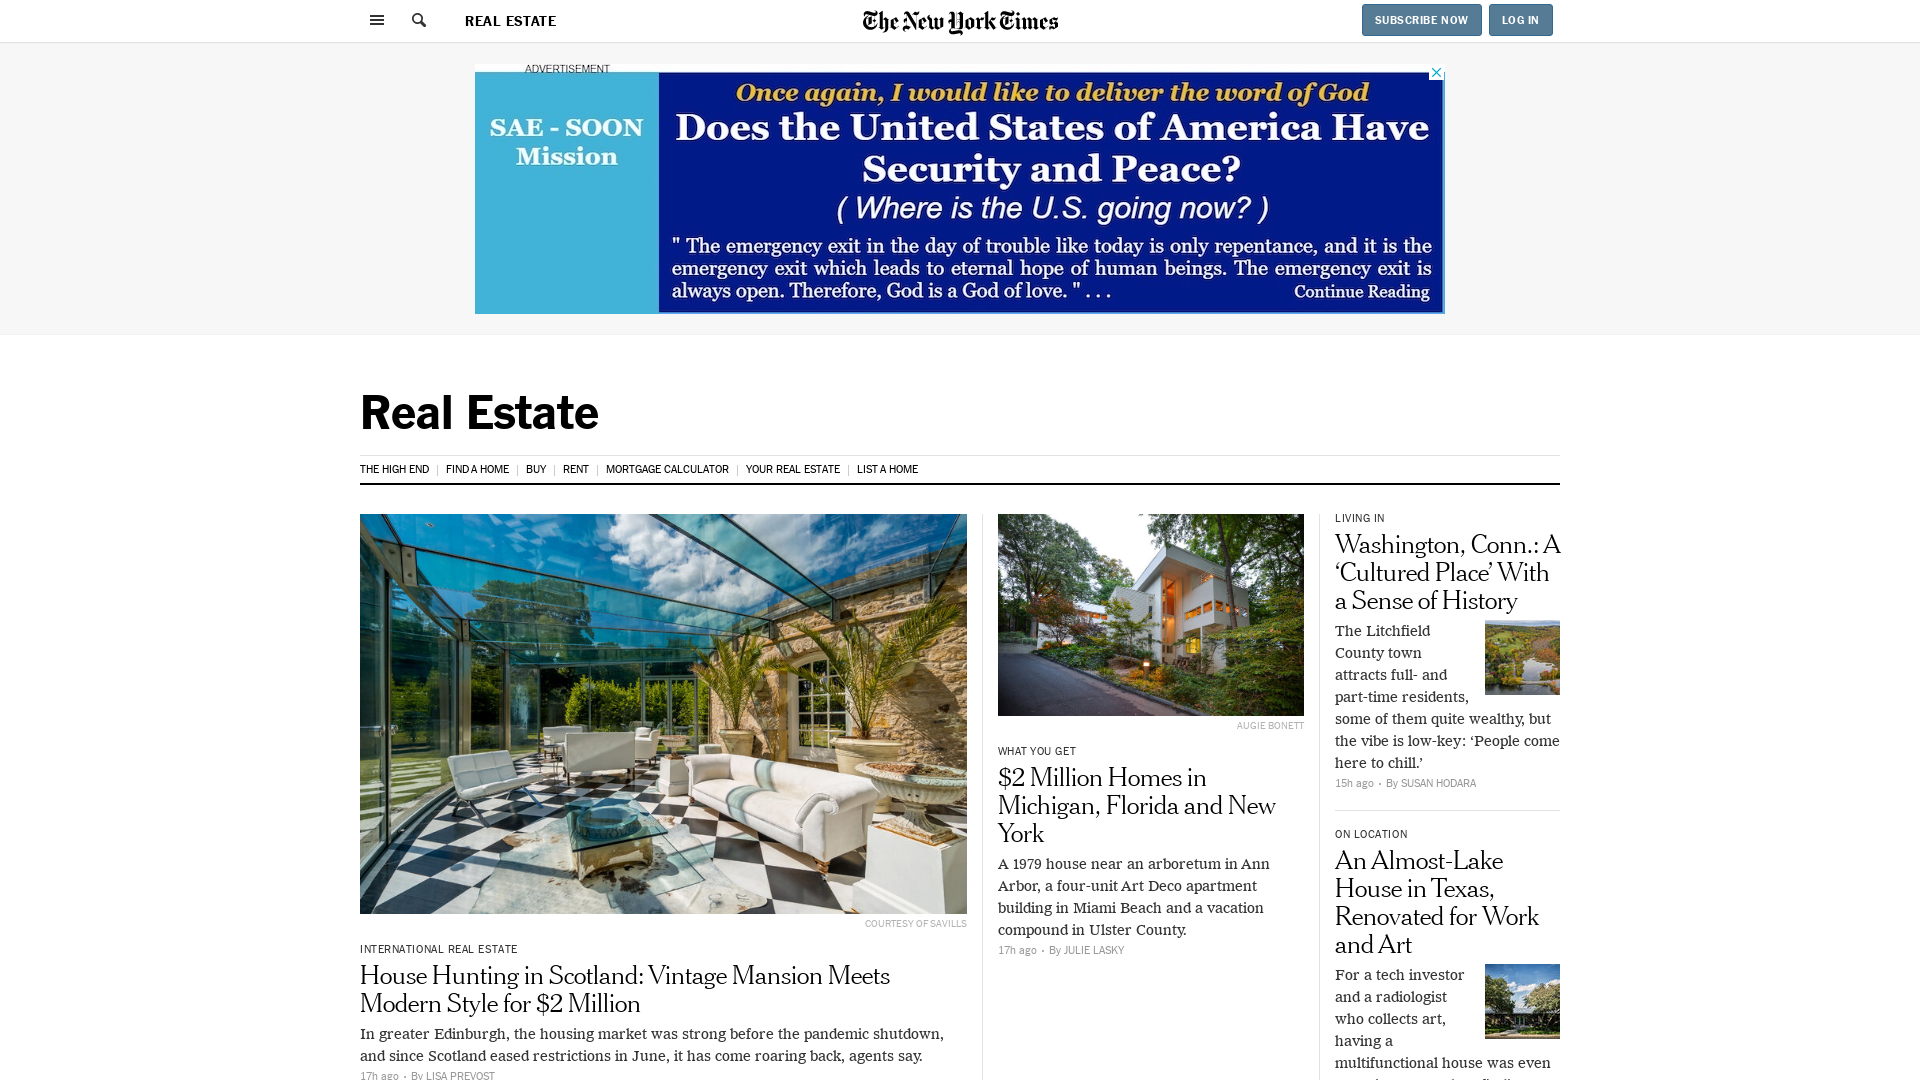 REAL ESTATE
The New York Times
SUBSCRIBE NOW
LOG IN
ADVERTISEMENT
SAE - SOON
Mission
Once again, I would like to deliver the word of God
Does the United States of America Have
Security and Peace?
( Where is the U.S. going now? )
" The emergency exit in the day of trouble like today is only repentance, and it is the
emergency exit which leads to eternal hope of human beings. The emergency exit is
always open. Therefore, God is a God of love. " . . .
Continue Reading
Real Estate
THE HIGH END
FIND A HOME
BUY
RENT
MORTGAGE CALCULATOR
YOUR REAL ESTATE
LIST A HOME
COURTESY OF SAVILLS
INTERNATIONAL REAL ESTATE
House Hunting in Scotland: Vintage Mansion Meets
Modern Style for $2 Million
In greater Edinburgh, the housing market was strong before the pandemic shutdown,
and since Scotland eased restrictions in June, it has come roaring back, agents say.
17h ago • By LISA PREVOST
AUGIE BONETT
WHAT YOU GET
$2 Million Homes in
Michigan, Florida and New
York
A 1979 house near an arboretum in Ann
Arbor, a four-unit Art Deco apartment
building in Miami Beach and a vacation
compound in Ulster County.
17h ago • By JULIE LASKY
LIVING IN
Washington, Conn.: A
‘Cultured Place’ With
a Sense of History
The Litchfield
County town
attracts full- and
part-time residents,
some of them quite wealthy, but
the vibe is low-key: ‘People come
here to chill.’
15h ago • By SUSAN HODARA
ON LOCATION
An Almost-Lake
House in Texas,
Renovated for Work
and Art
For a tech investor
and a radiologist
who collects art,
having a
multifunctional house was even